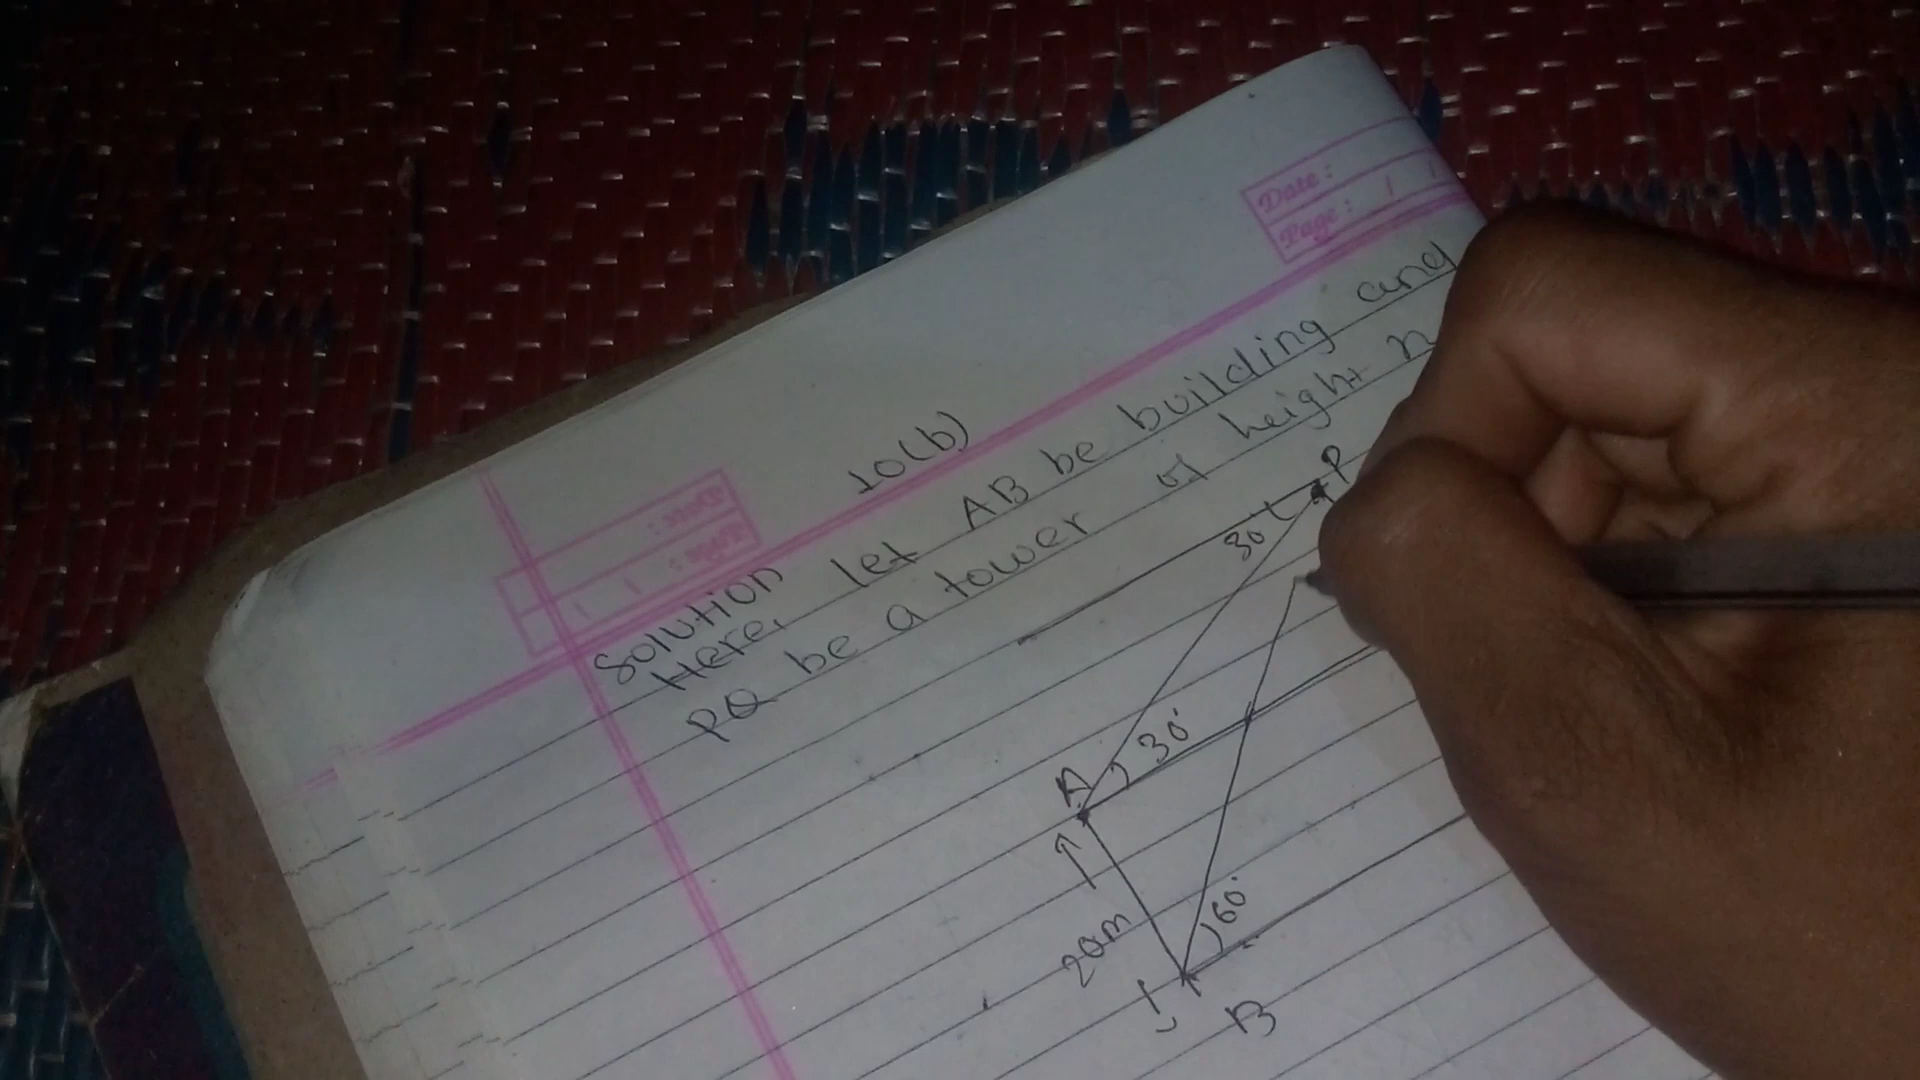 Date :
Page :
10(b)
Solution
Here, let AB be building and
PQ be a tower of height h
P
30°
A
30°
20m
60°
B